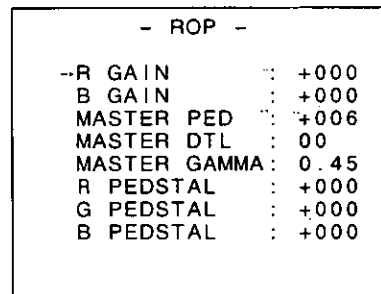 - ROP -
→R GAIN : +000
B GAIN : +000
MASTER PED : +006
MASTER DTL : 00
MASTER GAMMA: 0.45
R PEDSTAL : +000
G PEDSTAL : +000
B PEDSTAL : +000